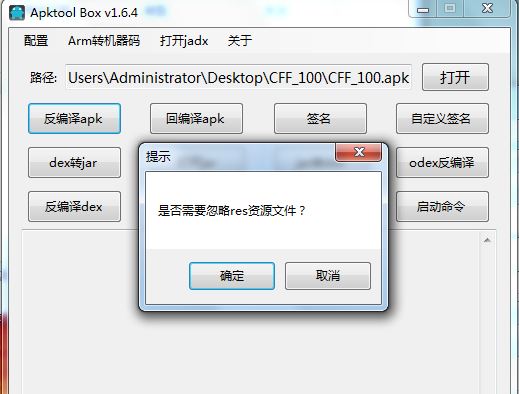 Apktool Box v1.6.4
配置 Arm转机器码 打开jadx 关于
路径: Users\Administrator\Desktop\CFF_100\CFF_100.apk 打开
反编译apk 回编译apk 签名 自定义签名
提示
dex转jar odex反编译
是否需要忽略res资源文件？
反编译dex 启动命令
确定 取消